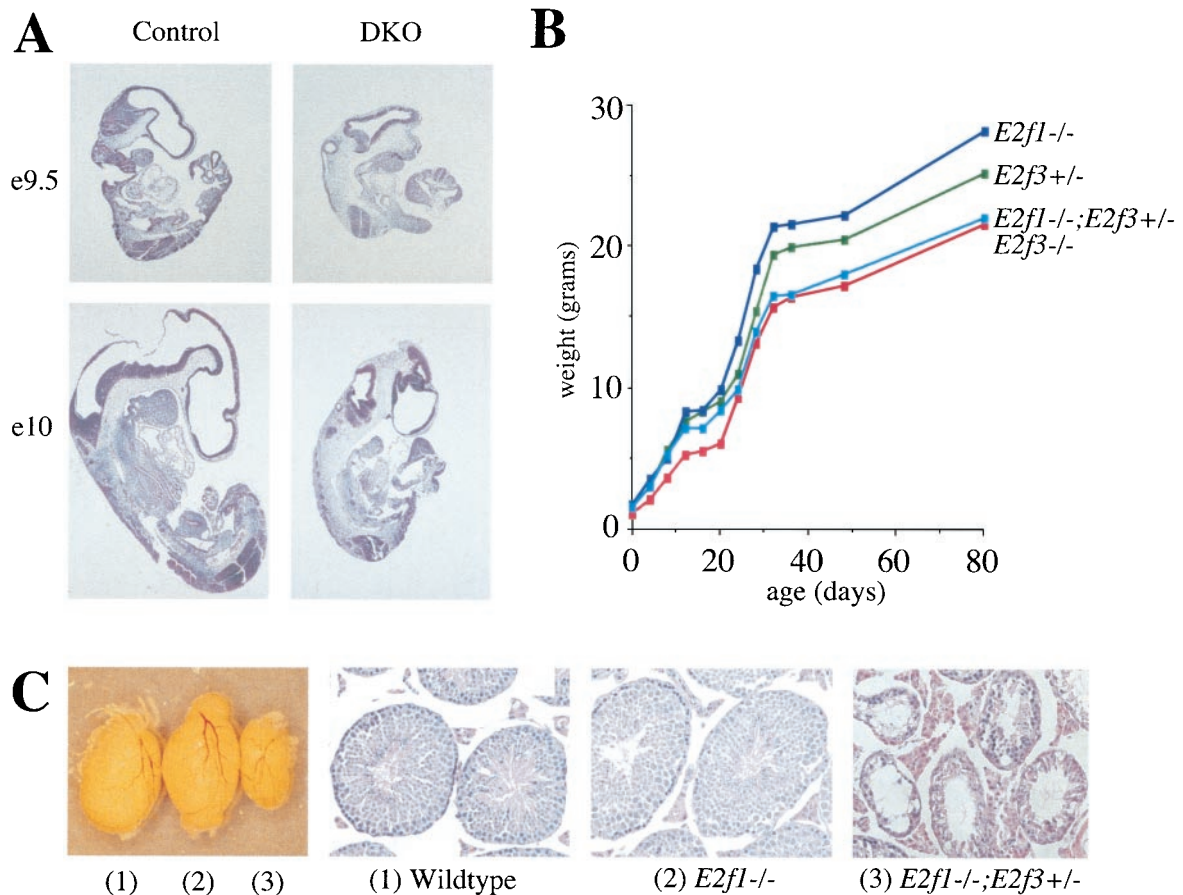 A
Control
DKO
e9.5
e10
B
30
20
10
0
weight (grams)
0
20
40
60
80
age (days)
E2f1-/-
E2f3+/-
E2f1-/-;E2f3+/-
E2f3-/-
C
(1)
(2)
(3)
(1) Wildtype
(2) E2f1-/-
(3) E2f1-/-;E2f3+/-